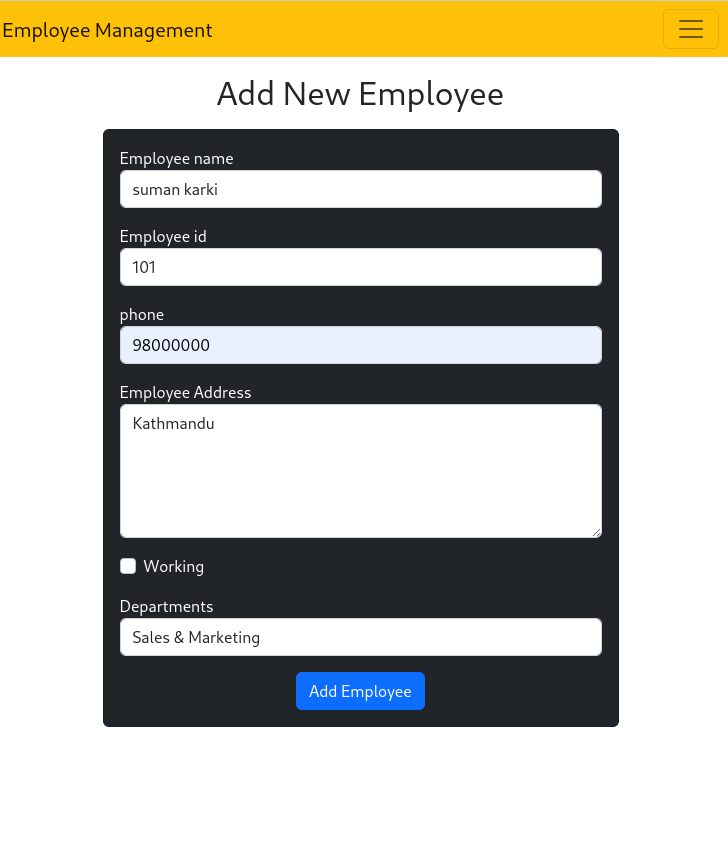 Employee Management
Add New Employee
Employee name
suman karki
Employee id
101
phone
98000000
Employee Address
Kathmandu
Working
Departments
Sales & Marketing
Add Employee